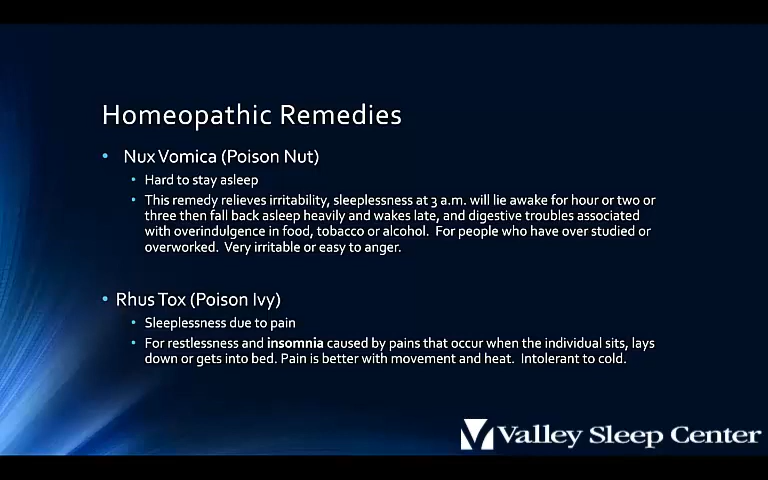 Homeopathic Remedies
• Nux Vomica (Poison Nut)
• Hard to stay asleep
• This remedy relieves irritability, sleeplessness at 3 a.m. will lie awake for hour or two or
three then fall back asleep heavily and wakes late, and digestive troubles associated
with overindulgence in food, tobacco or alcohol.  For people who have over studied or
overworked.  Very irritable or easy to anger.
• Rhus Tox (Poison Ivy)
• Sleeplessness due to pain
• For restlessness and insomnia caused by pains that occur when the individual sits, lays
down or gets into bed. Pain is better with movement and heat.  Intolerant to cold.
Valley Sleep Center